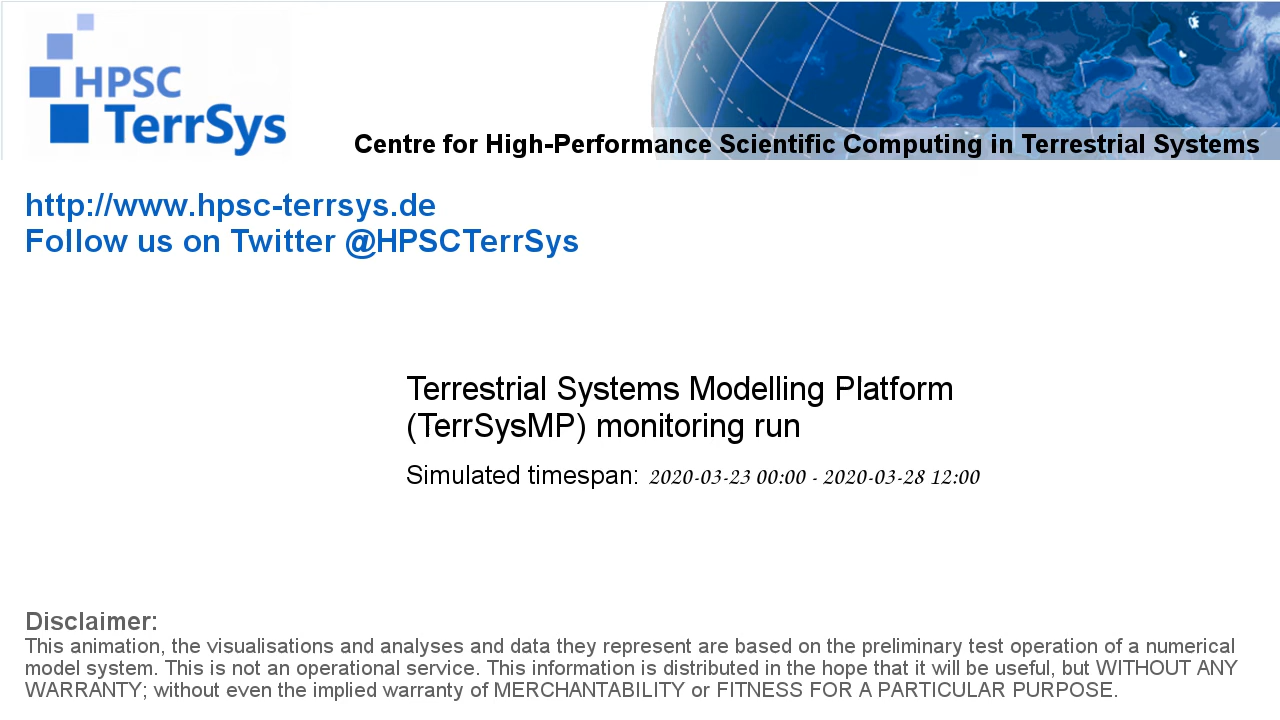 HPSC
TerrSys
Centre for High-Performance Scientific Computing in Terrestrial Systems
http://www.hpsc-terrsys.de
Follow us on Twitter @HPSCTerrSys
Terrestrial Systems Modelling Platform
(TerrSysMP) monitoring run
Simulated timespan: 2020-03-23 00:00 - 2020-03-28 12:00
Disclaimer:
This animation, the visualisations and analyses and data they represent are based on the preliminary test operation of a numerical
model system. This is not an operational service. This information is distributed in the hope that it will be useful, but WITHOUT ANY
WARRANTY; without even the implied warranty of MERCHANTABILITY or FITNESS FOR A PARTICULAR PURPOSE.